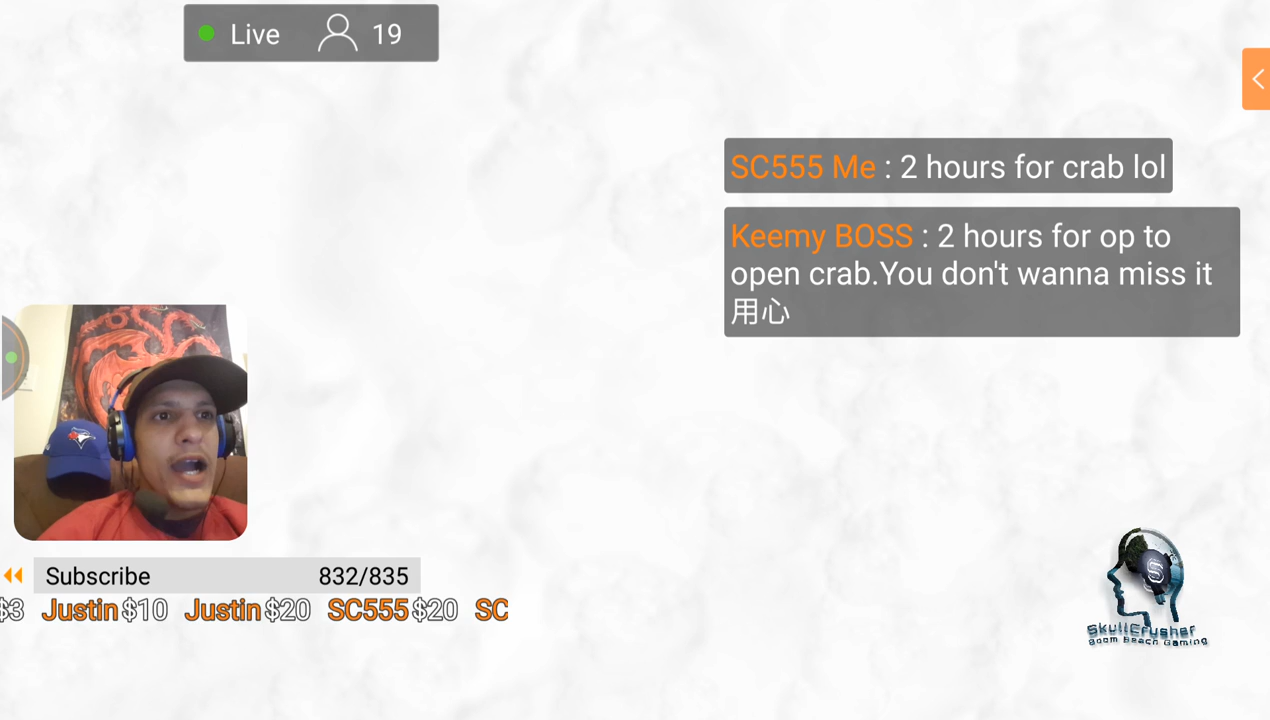 Live 19
SC555 Me : 2 hours for crab lol
Keemy BOSS : 2 hours for op to
open crab.You don't wanna miss it
用心
Subscribe 832/835
$3 Justin $10 Justin $20 SC555 $20 SC
SkullCrusher
Boom Beach Gaming